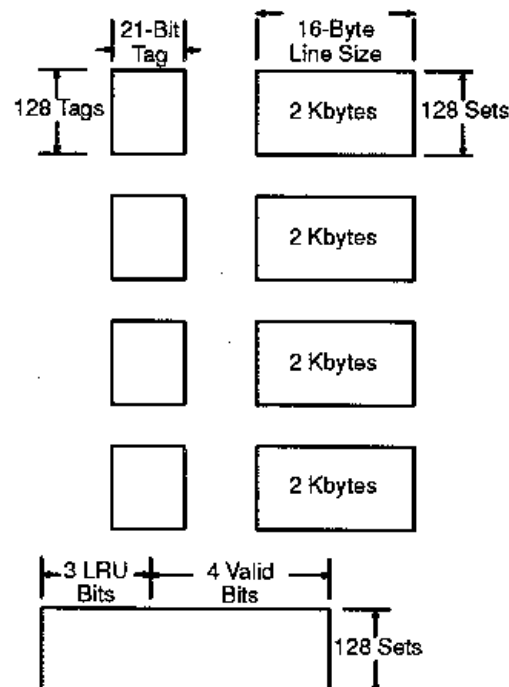 21-Bit
Tag
16-Byte
Line Size
128 Tags
2 Kbytes
128 Sets
2 Kbytes
2 Kbytes
2 Kbytes
3 LRU
Bits
4 Valid
Bits
128 Sets